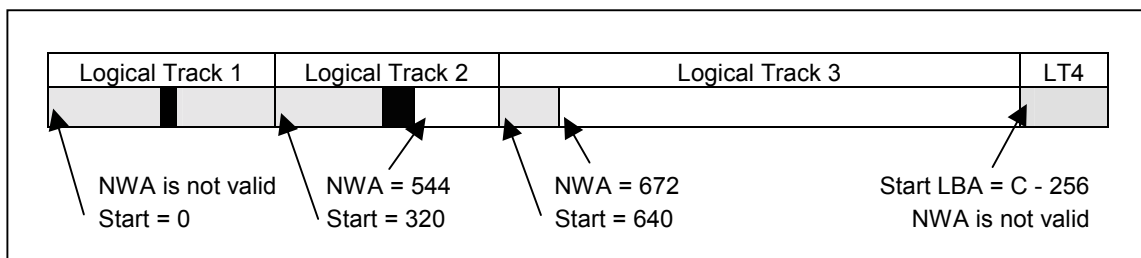 Logical Track 1 Logical Track 2 Logical Track 3 LT4
NWA is not valid NWA = 544 NWA = 672 Start LBA = C - 256
Start = 0 Start = 320 Start = 640 NWA is not valid